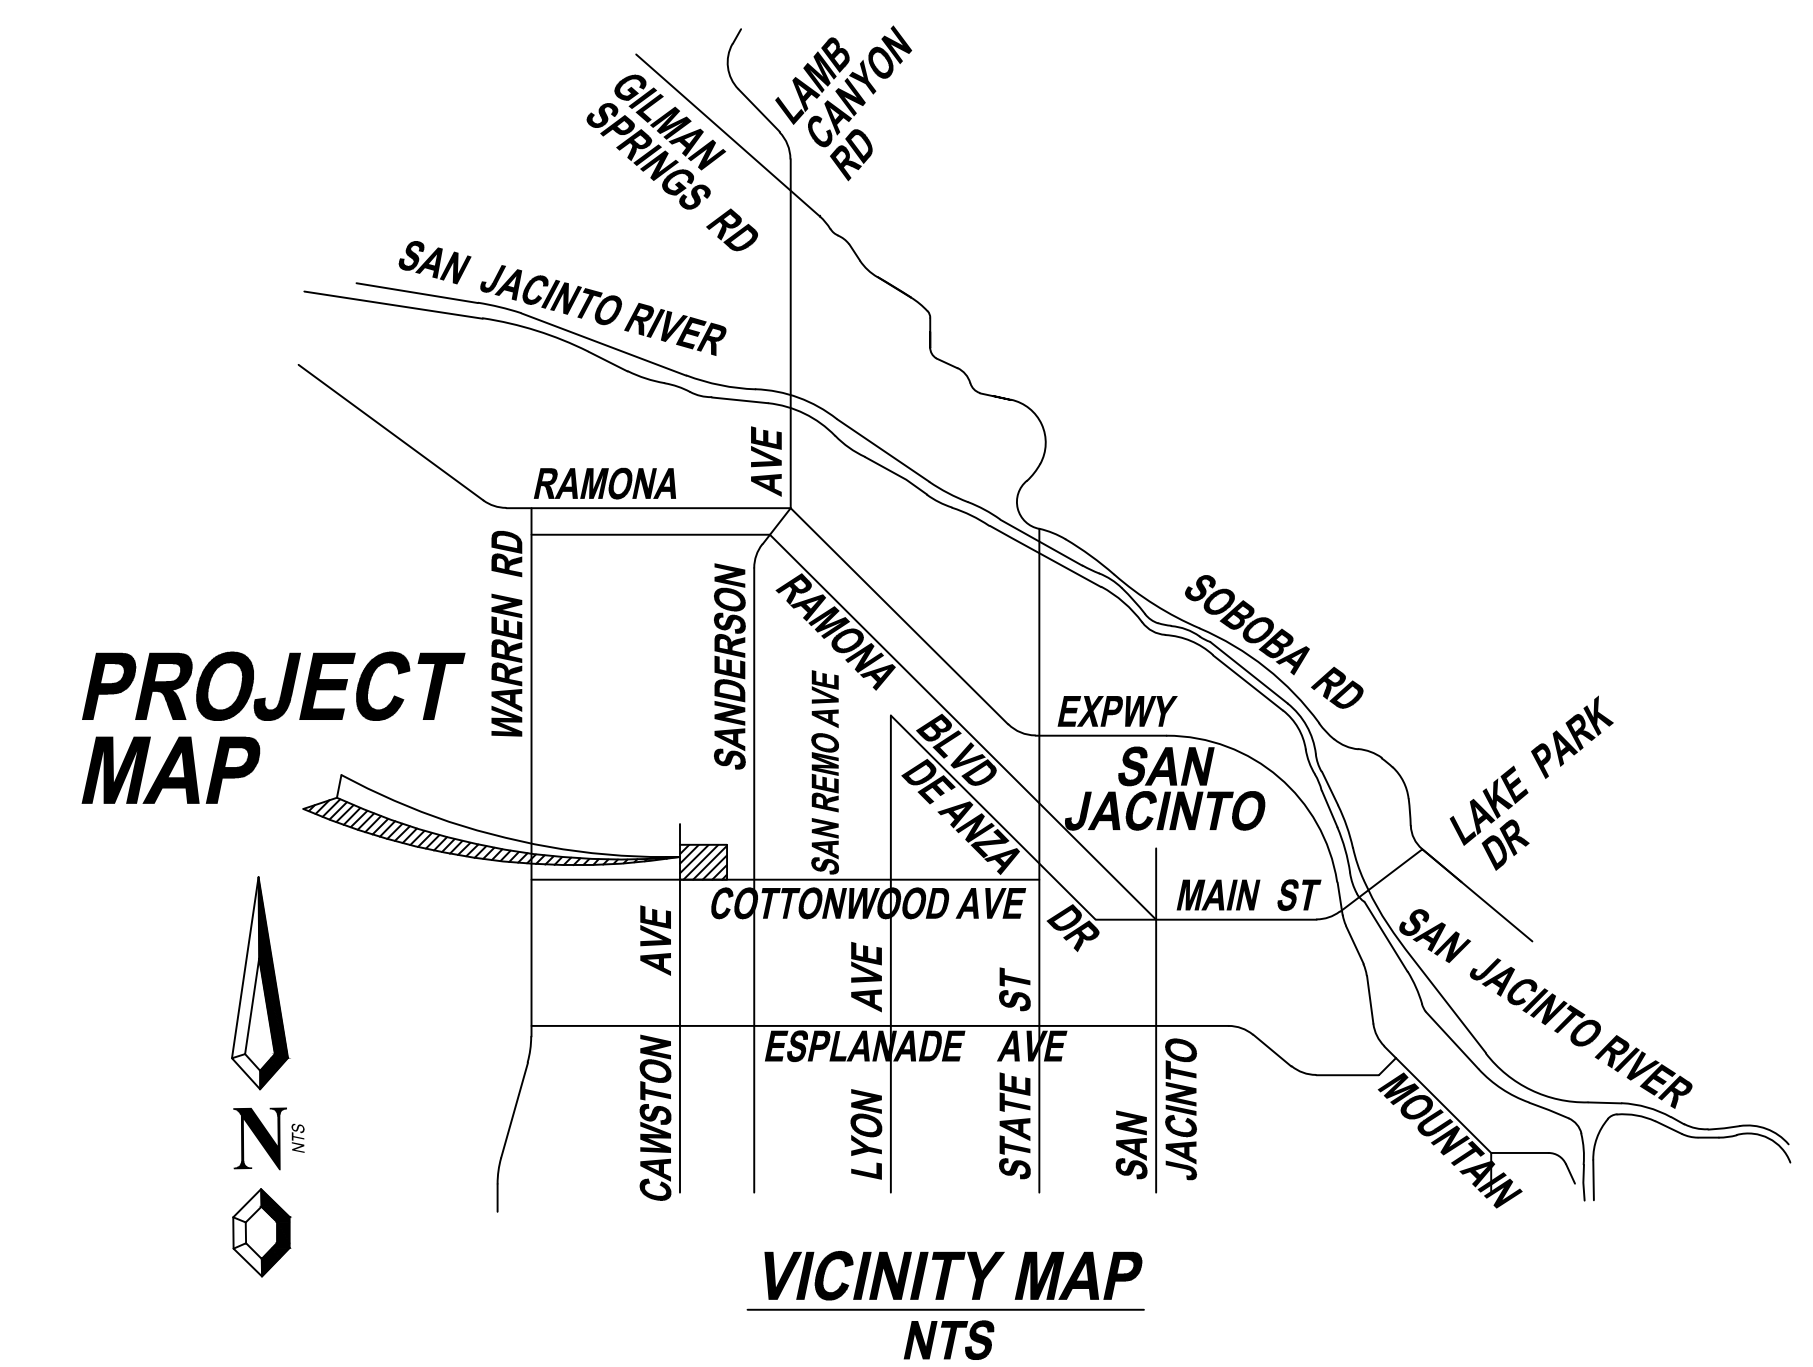 LAMB
CANYON
RD
GILMAN
SPRINGS RD
SAN JACINTO RIVER
RAMONA
AVE
WARREN RD
SANDERSON
RAMONA
BLVD
SAN REMO AVE
DE ANZA
DR
EXPWY
SAN
JACINTO
SOBOBA RD
LAKE PARK
DR
PROJECT
MAP
COTTONWOOD AVE
MAIN ST
SAN JACINTO RIVER
CAWSTON AVE
LYON AVE
STATE ST
ESPLANADE AVE
SAN
JACINTO
MOUNTAIN
N
NTS
VICINITY MAP
NTS